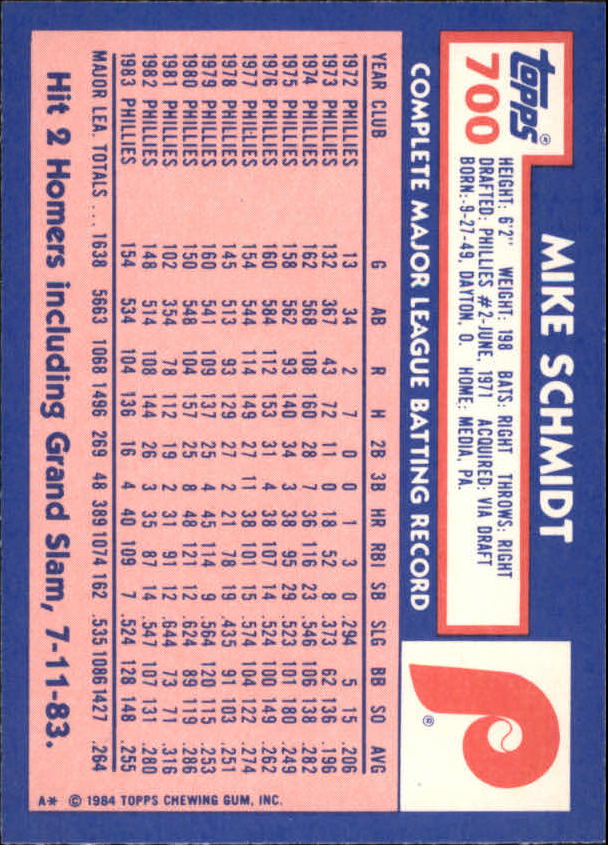 MIKE SCHMIDT
topps®
700
HEIGHT: 6'2" WEIGHT: 198 BATS: RIGHT THROWS: RIGHT
DRAFTED: PHILLIES #2-JUNE, 1971 ACQUIRED: VIA DRAFT
BORN: 9-27-49, DAYTON, O. HOME: MEDIA, PA.
P ®
COMPLETE MAJOR LEAGUE BATTING RECORD
YEAR CLUB G AB R H 2B 3B HR RBI SB SLG BB SO AVG
1972 PHILLIES 13 34 2 7 0 0 1 3 0 .294 5 15 .206
1973 PHILLIES 132 367 43 72 11 0 18 52 8 .373 62 136 .196
1974 PHILLIES 162 568 108 160 28 7 36 116 23 .546 106 138 .282
1975 PHILLIES 158 562 93 140 34 3 38 95 29 .523 101 180 .249
1976 PHILLIES 160 584 112 153 31 4 38 107 14 .524 100 149 .262
1977 PHILLIES 154 544 114 149 27 11 38 101 15 .574 104 122 .274
1978 PHILLIES 145 513 93 129 27 2 21 78 19 .435 91 103 .251
1979 PHILLIES 160 541 109 137 25 4 45 114 9 .564 120 115 .253
1980 PHILLIES 150 548 104 157 25 8 48 121 12 .624 89 119 .286
1981 PHILLIES 102 354 78 112 19 2 31 91 12 .644 73 71 .316
1982 PHILLIES 148 514 108 144 26 3 35 87 14 .547 107 131 .280
1983 PHILLIES 154 534 104 136 16 4 40 109 7 .524 128 148 .255
MAJOR LEA. TOTALS ... 1638 5663 1068 1496 269 48 389 1074 162 .535 1086 1427 .264
Hit 2 Homers including Grand Slam, 7-11-83.
A* © 1984 TOPPS CHEWING GUM, INC.